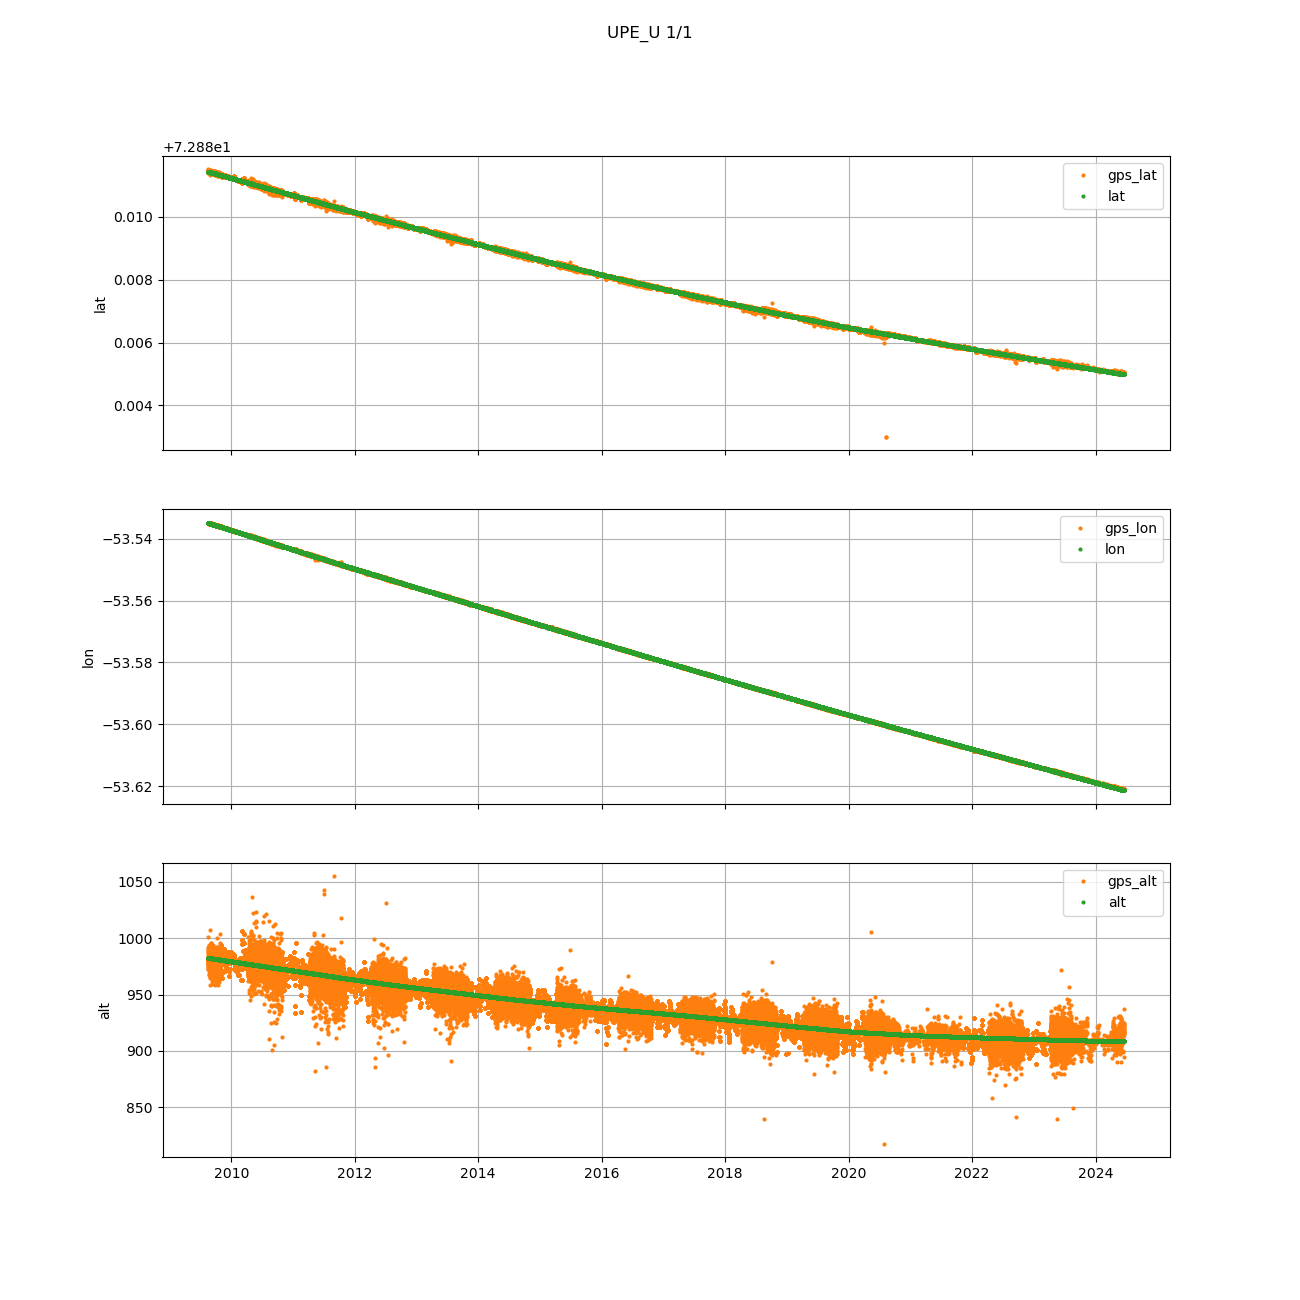 UPE_U 1/1
+7.288e1
gps_lat
lat
0.010
0.008
0.006
0.004
lat
gps_lon
lon
−53.54
−53.56
−53.58
−53.60
−53.62
lon
gps_alt
alt
1050
1000
950
900
850
alt
2010 2012 2014 2016 2018 2020 2022 2024